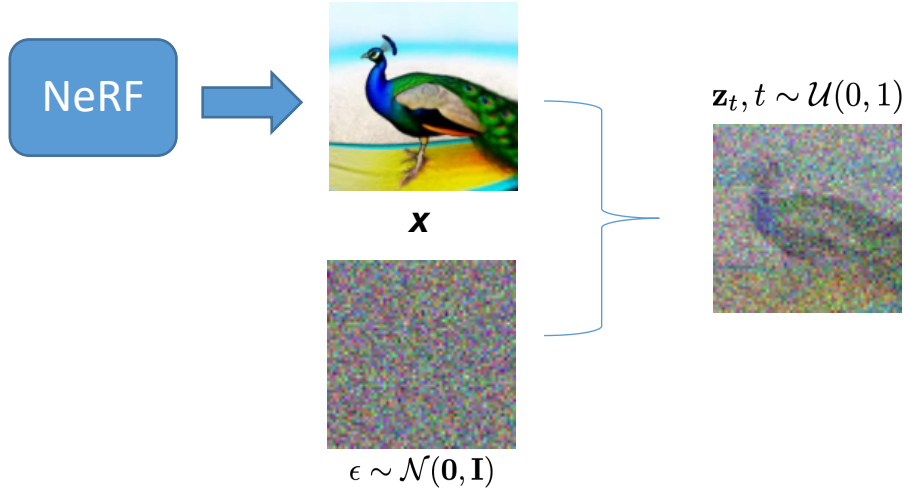 NeRF
x
ϵ ∼ 𝒩(0, I)
z_t, t ∼ 𝒰(0, 1)